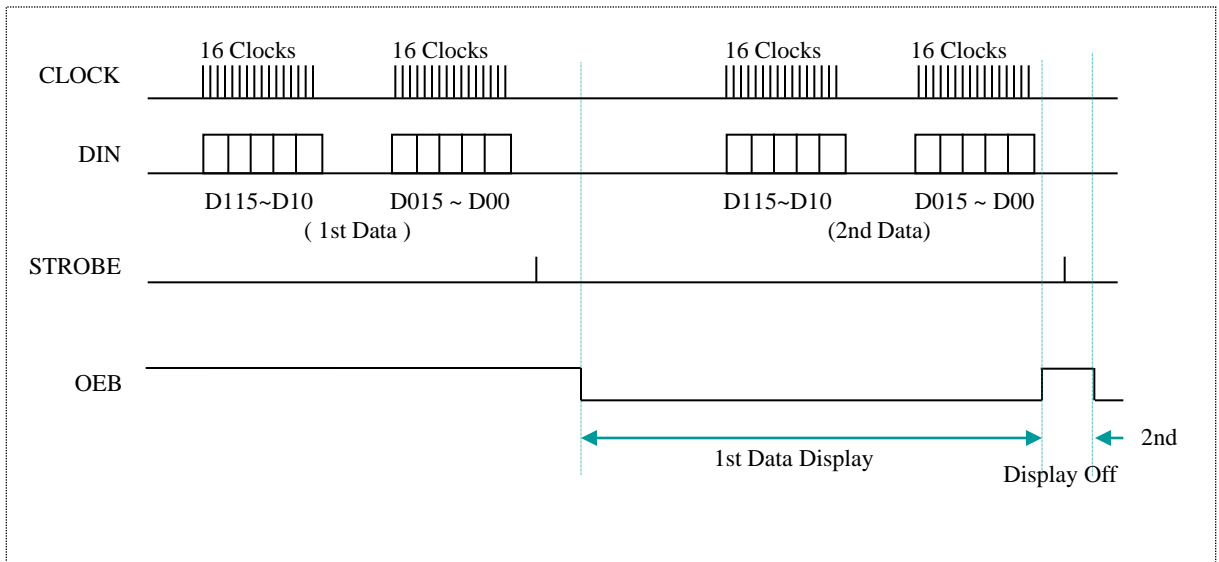 16 Clocks 16 Clocks 16 Clocks 16 Clocks
CLOCK
DIN
D115~D10 D015 ~ D00 D115~D10 D015 ~ D00
( 1st Data ) (2nd Data)
STROBE
OEB
2nd
1st Data Display
Display Off